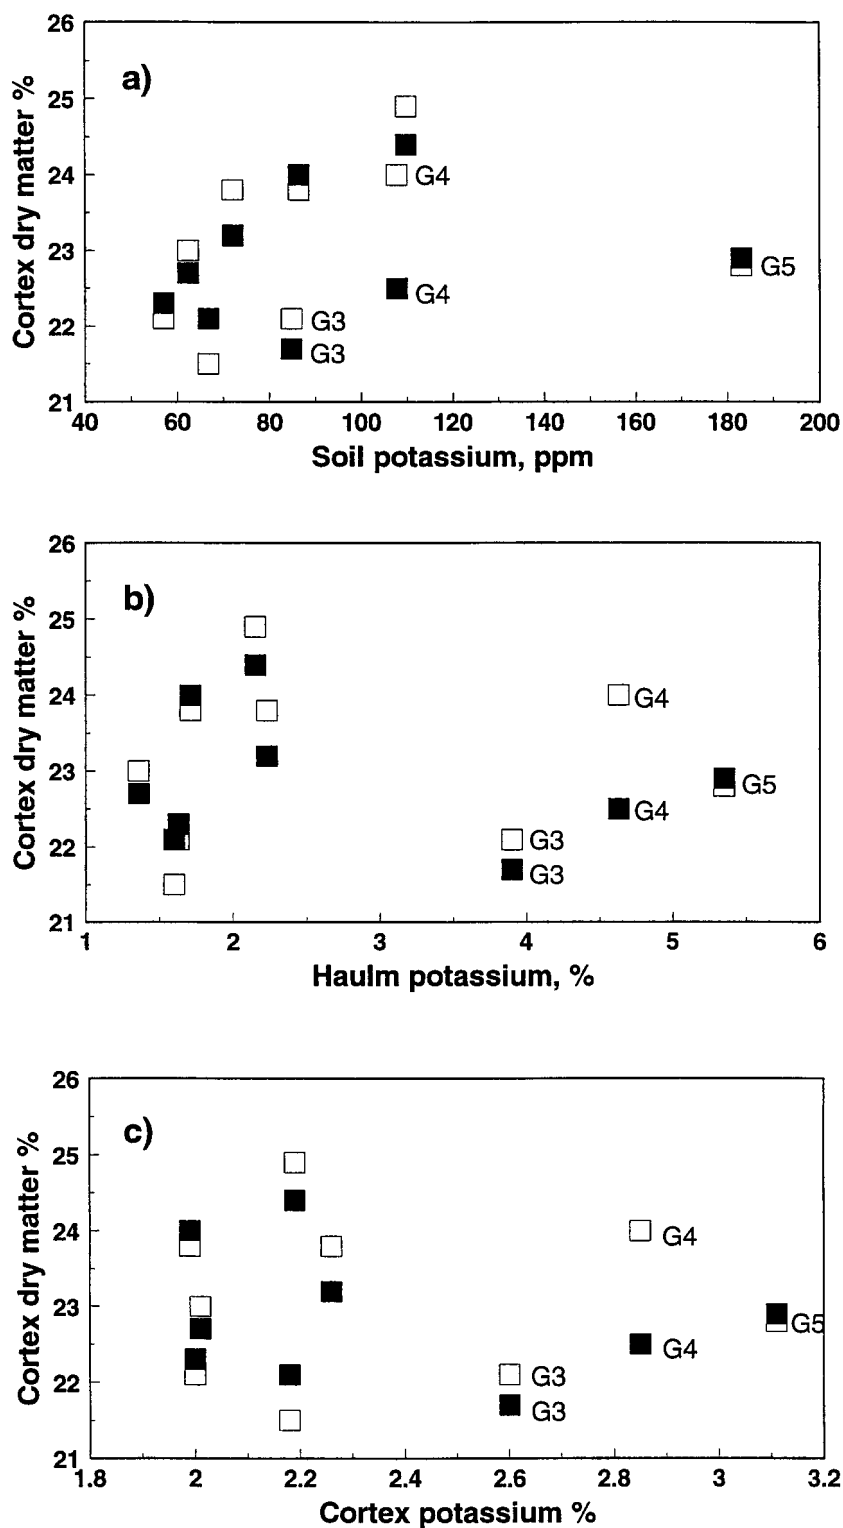 26
a)
25
24
G4
Cortex dry matter %
23
G5
G4
22
G3
G3
21
40 60 80 100 120 140 160 180 200
Soil potassium, ppm
26
b)
25
24
G4
Cortex dry matter %
23
G5
G4
22
G3
G3
21
1 2 3 4 5 6
Haulm potassium, %
26
c)
25
24
G4
Cortex dry matter %
23
G5
G4
22
G3
G3
21
1.8 2 2.2 2.4 2.6 2.8 3 3.2
Cortex potassium %